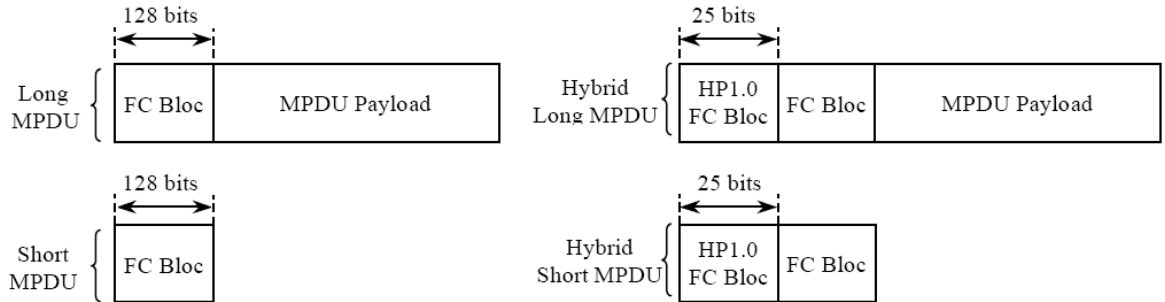 128 bits
Long
MPDU
FC Bloc
MPDU Payload
25 bits
Hybrid
Long MPDU
HP1.0
FC Bloc
FC Bloc
MPDU Payload
128 bits
Short
MPDU
FC Bloc
25 bits
Hybrid
Short MPDU
HP1.0
FC Bloc
FC Bloc